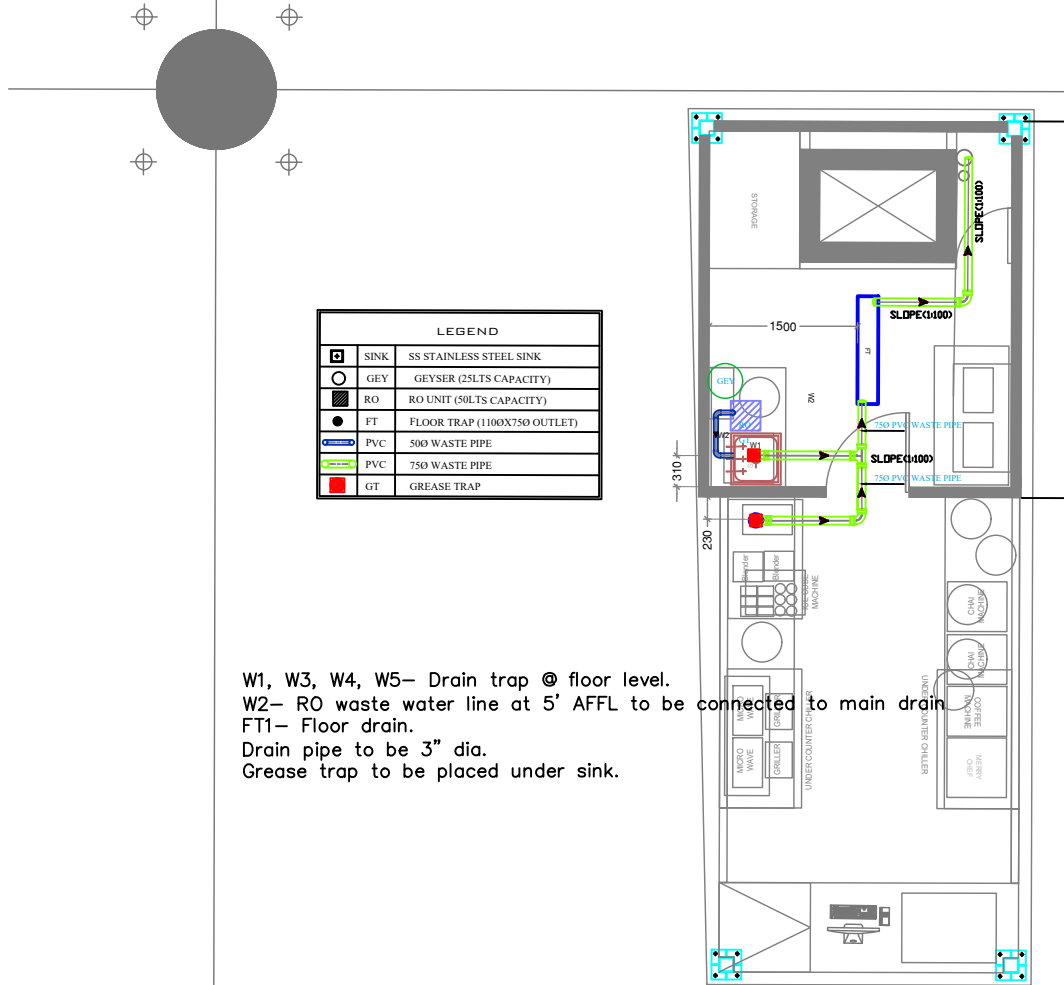 STORAGE
SLOPE(1:100)
SLOPE(1:100)
1500
FT
LEGEND
SINK SS STAINLESS STEEL SINK
GEY GEYSER (25LTS CAPACITY)
RO RO UNIT (50LTS CAPACITY)
FT FLOOR TRAP (110ØX75Ø OUTLET)
PVC 50Ø WASTE PIPE
PVC 75Ø WASTE PIPE
GT GREASE TRAP
GEY
W2
75Ø PVC WASTE PIPE
W2
W1
SLOPE(1:100)
310
75Ø PVC WASTE PIPE
230
Blender
Blender
ICE CUBE
MACHINE
CHAI
MACHINE
CHAI
MACHINE
W1, W3, W4, W5– Drain trap @ floor level.
W2– RO waste water line at 5' AFFL to be connected to main drain
FT1– Floor drain.
Drain pipe to be 3" dia.
Grease trap to be placed under sink.
MICRO
WAVE
GRILLER
MICRO
WAVE
GRILLER
UNDER COUNTER CHILLER
UNDER COUNTER CHILLER
COFFEE
MACHINE
MERRY
CHEF